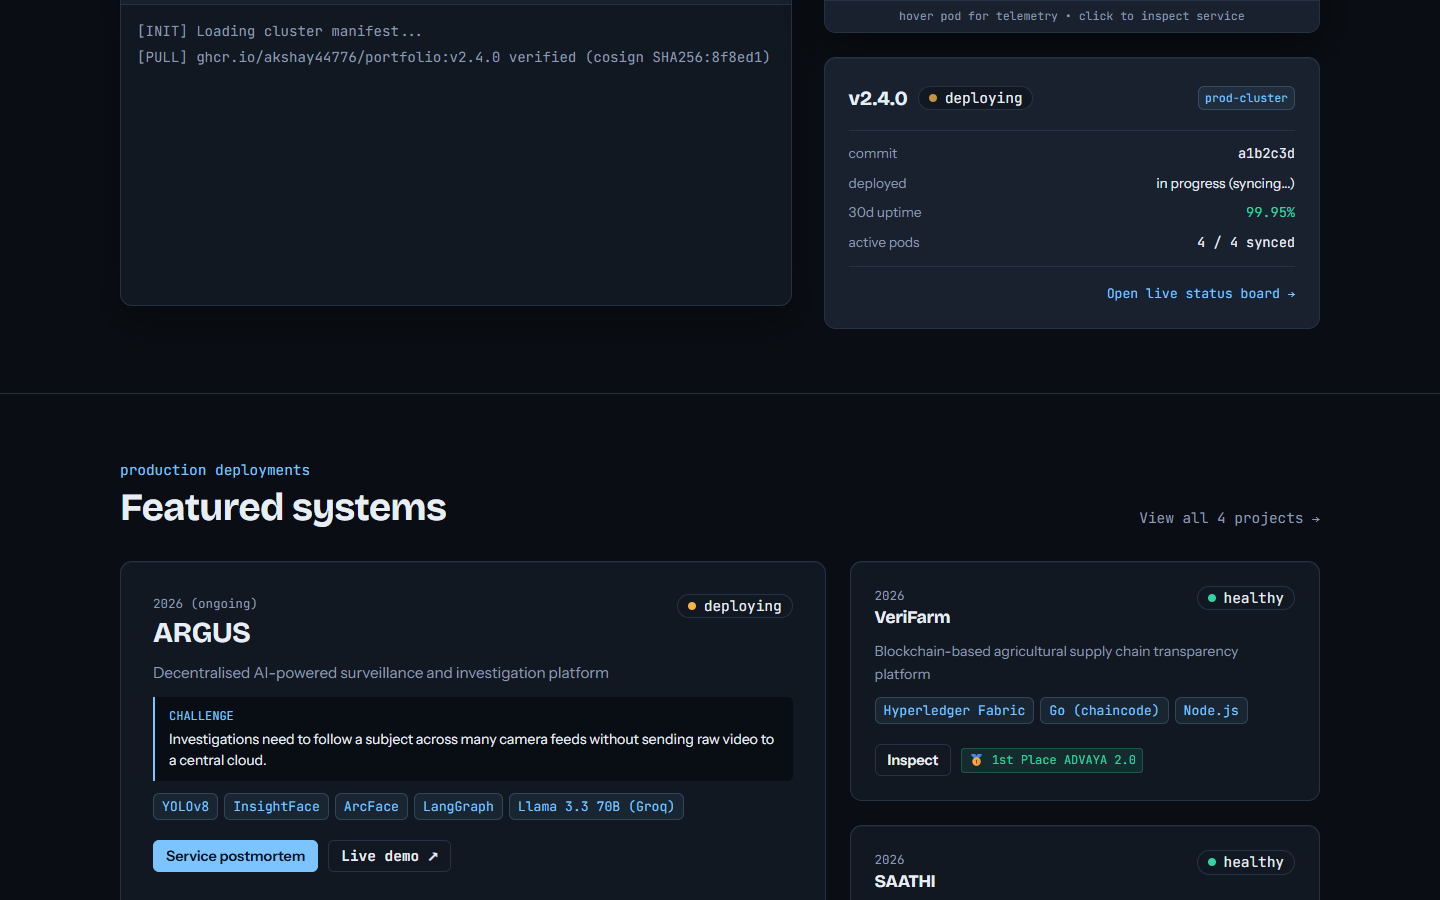 [INIT] Loading cluster manifest...
[PULL] ghcr.io/akshay44776/portfolio:v2.4.0 verified (cosign SHA256:8f8ed1)
hover pod for telemetry • click to inspect service
v2.4.0
deploying
prod-cluster
commit a1b2c3d
deployed in progress (syncing...)
30d uptime 99.95%
active pods 4 / 4 synced
Open live status board →
production deployments
Featured systems
View all 4 projects →
2026 (ongoing)
deploying
ARGUS
Decentralised AI-powered surveillance and investigation platform
CHALLENGE
Investigations need to follow a subject across many camera feeds without sending raw video to
a central cloud.
YOLOv8 InsightFace ArcFace LangGraph Llama 3.3 70B (Groq)
Service postmortem Live demo ↗
2026
healthy
VeriFarm
Blockchain-based agricultural supply chain transparency
platform
Hyperledger Fabric Go (chaincode) Node.js
Inspect 🏅 1st Place ADVAYA 2.0
2026
healthy
SAATHI